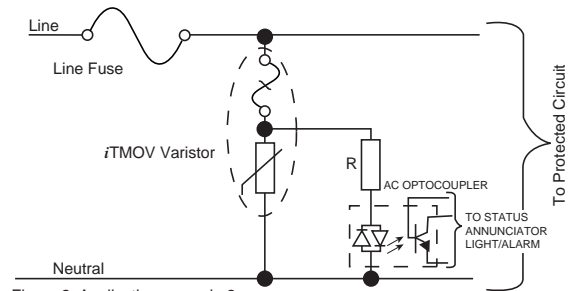 Line
Line Fuse
iTMOV Varistor
R
AC OPTOCOUPLER
TO STATUS
ANNUNCIATOR
LIGHT/ALARM
To Protected Circuit
Neutral